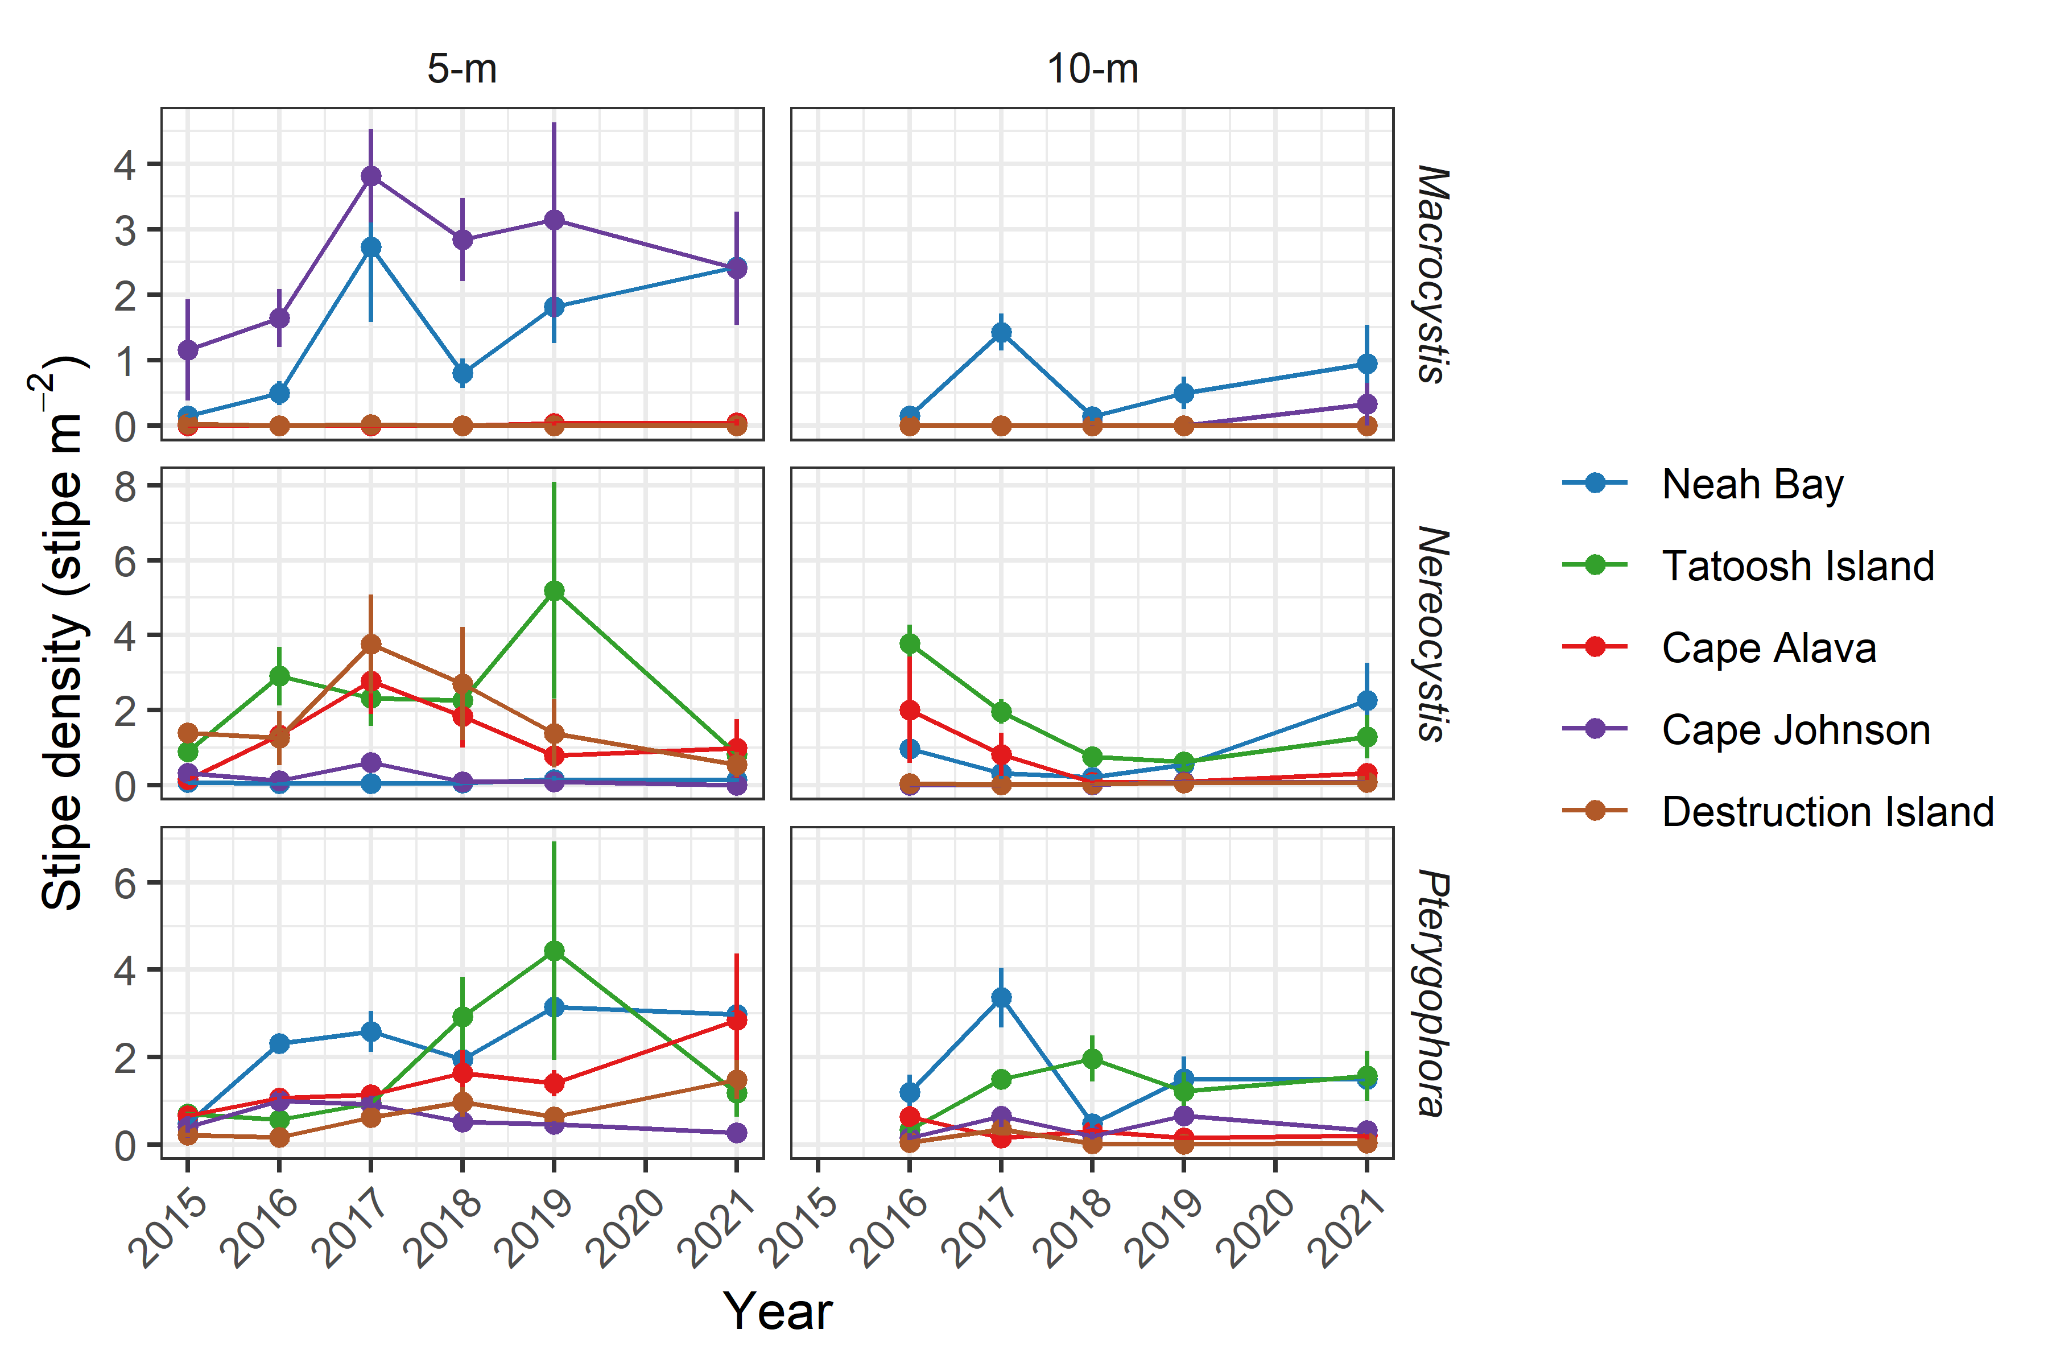 5-m
10-m
4
3
2
1
0
Macrocystis
8
6
4
2
0
Nereocystis
6
4
2
0
Pterygophora
Stipe density (stipe m−2)
2015
2016
2017
2018
2019
2020
2021
2015
2016
2017
2018
2019
2020
2021
Year
Neah Bay
Tatoosh Island
Cape Alava
Cape Johnson
Destruction Island